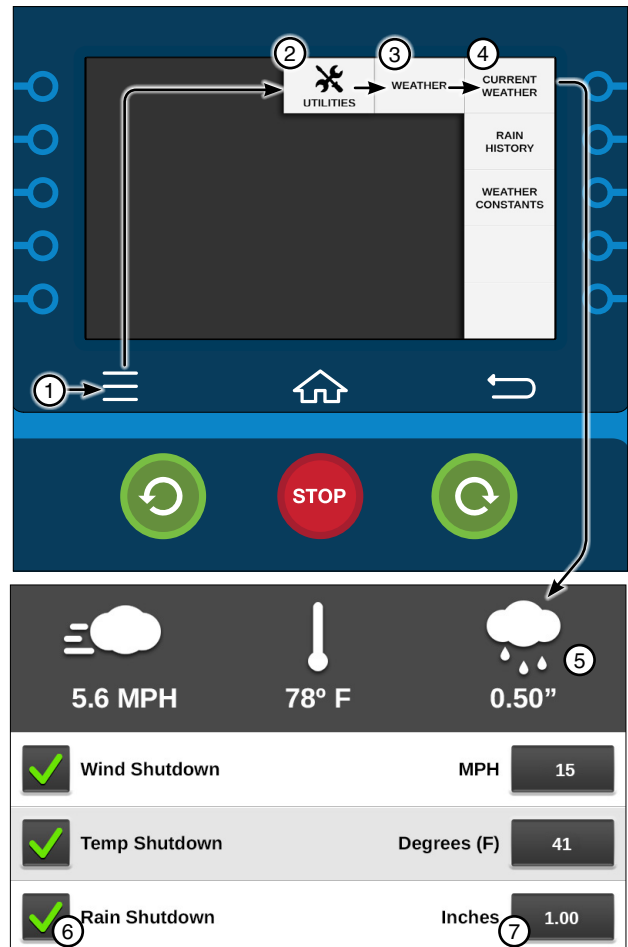 2
3
4
UTILITIES
WEATHER
CURRENT
WEATHER
RAIN
HISTORY
WEATHER
CONSTANTS
1
STOP
5
5.6 MPH
78º F
0.50”
Wind Shutdown
MPH
15
Temp Shutdown
Degrees (F)
41
6
Rain Shutdown
Inches
7
1.00